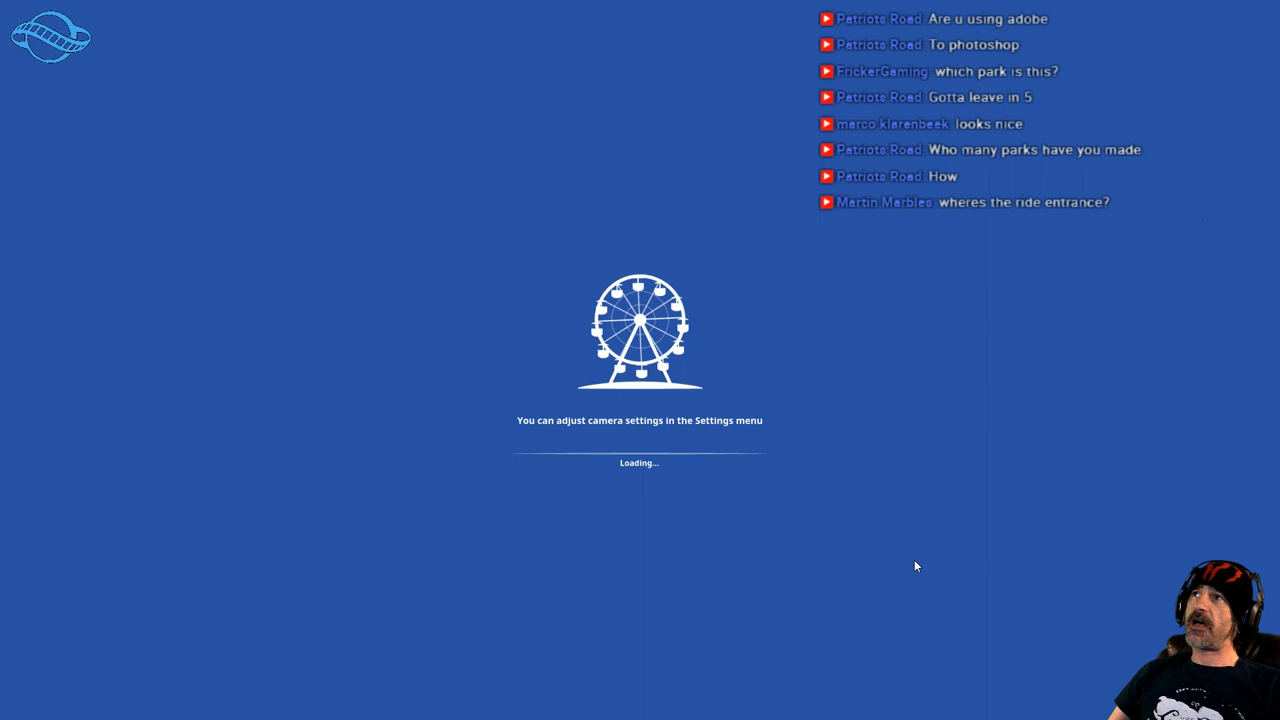 Patriots Road Are u using adobe
Patriots Road To photoshop
FrickerGaming which park is this?
Patriots Road Gotta leave in 5
marco klarenbeek looks nice
Patriots Road Who many parks have you made
Patriots Road How
Martin Marbles wheres the ride entrance?
You can adjust camera settings in the Settings menu
Loading...